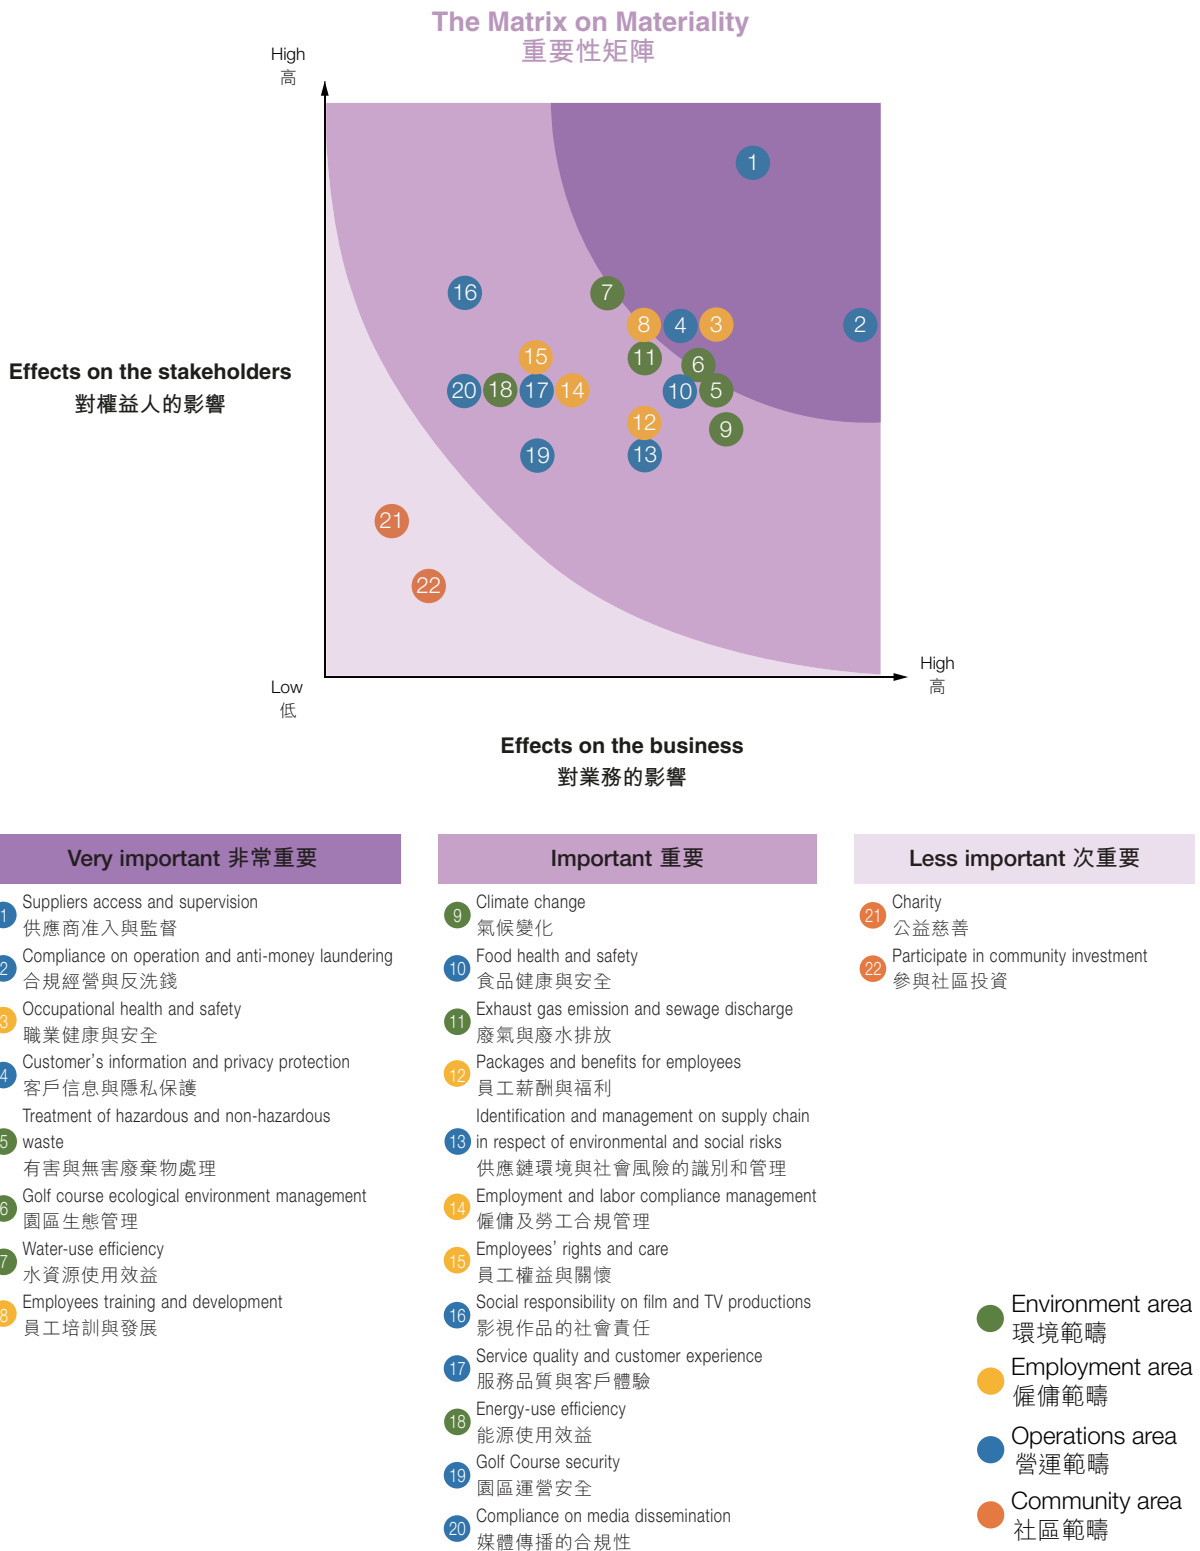 The Matrix on Materiality
重要性矩陣
High
高
1
16
7
8
4
3
2
15
11
6
20
18
17
14
10
5
12
9
19
13
21
22
Effects on the stakeholders
對權益人的影響
Low
低
High
高
Effects on the business
對業務的影響
Very important 非常重要
1 Suppliers access and supervision
供應商准入與監督
2 Compliance on operation and anti-money laundering
合規經營與反洗錢
3 Occupational health and safety
職業健康與安全
4 Customer's information and privacy protection
客戶信息與隱私保護
Treatment of hazardous and non-hazardous
5 waste
有害與無害廢棄物處理
6 Golf course ecological environment management
園區生態管理
7 Water-use efficiency
水資源使用效益
8 Employees training and development
員工培訓與發展
Important 重要
9 Climate change
氣候變化
10 Food health and safety
食品健康與安全
11 Exhaust gas emission and sewage discharge
廢氣與廢水排放
12 Packages and benefits for employees
員工薪酬與福利
Identification and management on supply chain
13 in respect of environmental and social risks
供應鏈環境與社會風險的識別和管理
14 Employment and labor compliance management
僱傭及勞工合規管理
15 Employees' rights and care
員工權益與關懷
16 Social responsibility on film and TV productions
影視作品的社會責任
17 Service quality and customer experience
服務品質與客戶體驗
18 Energy-use efficiency
能源使用效益
19 Golf Course security
園區運營安全
20 Compliance on media dissemination
媒體傳播的合規性
Less important 次重要
21 Charity
公益慈善
22 Participate in community investment
參與社區投資
Environment area
環境範疇
Employment area
僱傭範疇
Operations area
營運範疇
Community area
社區範疇